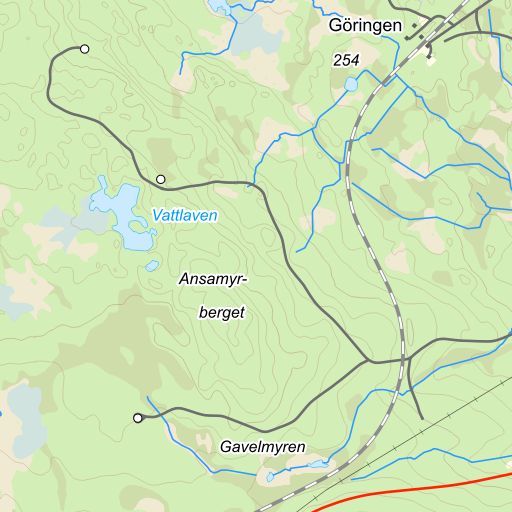 Göringen
254
Vattlaven
Ansamyr-
berget
Gavelmyren